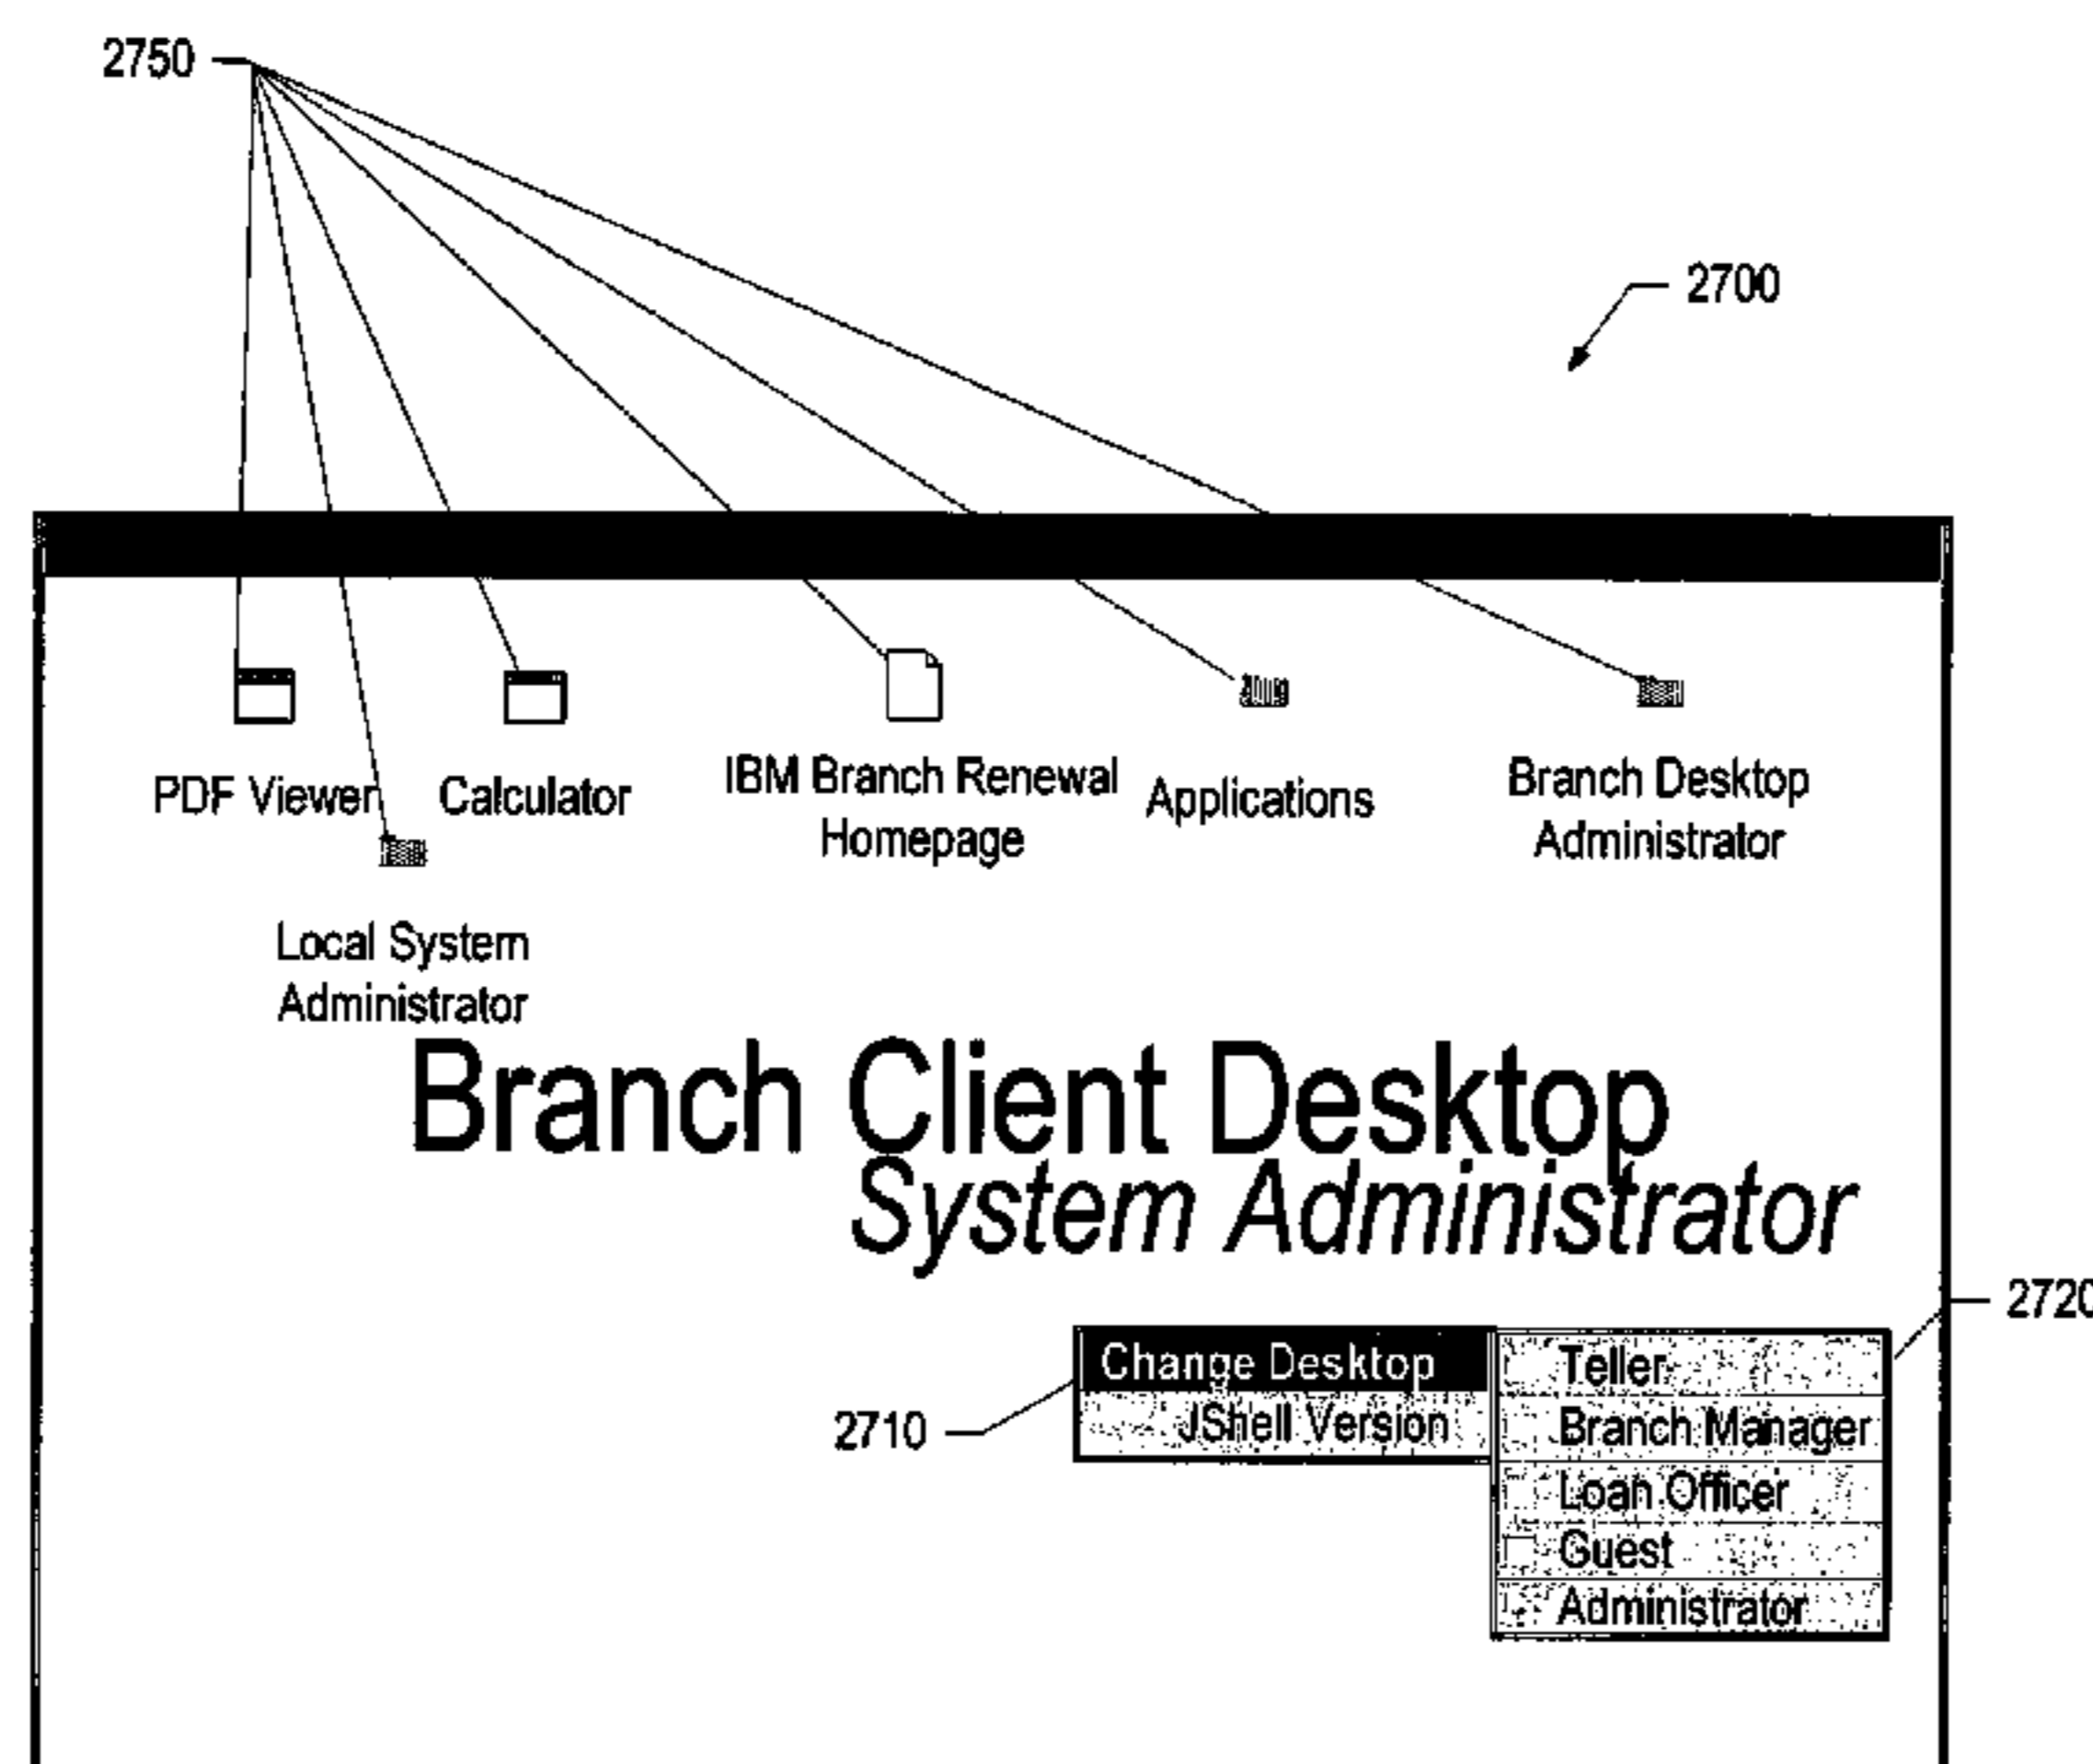 2750
2700
PDF Viewer
Calculator
IBM Branch Renewal
Homepage
Applications
Branch Desktop
Administrator
Local System
Administrator
Branch Client Desktop
System Administrator
2720
Change Desktop
JShell Version
2710
Teller
Branch Manager
Loan Officer
Guest
Administrator